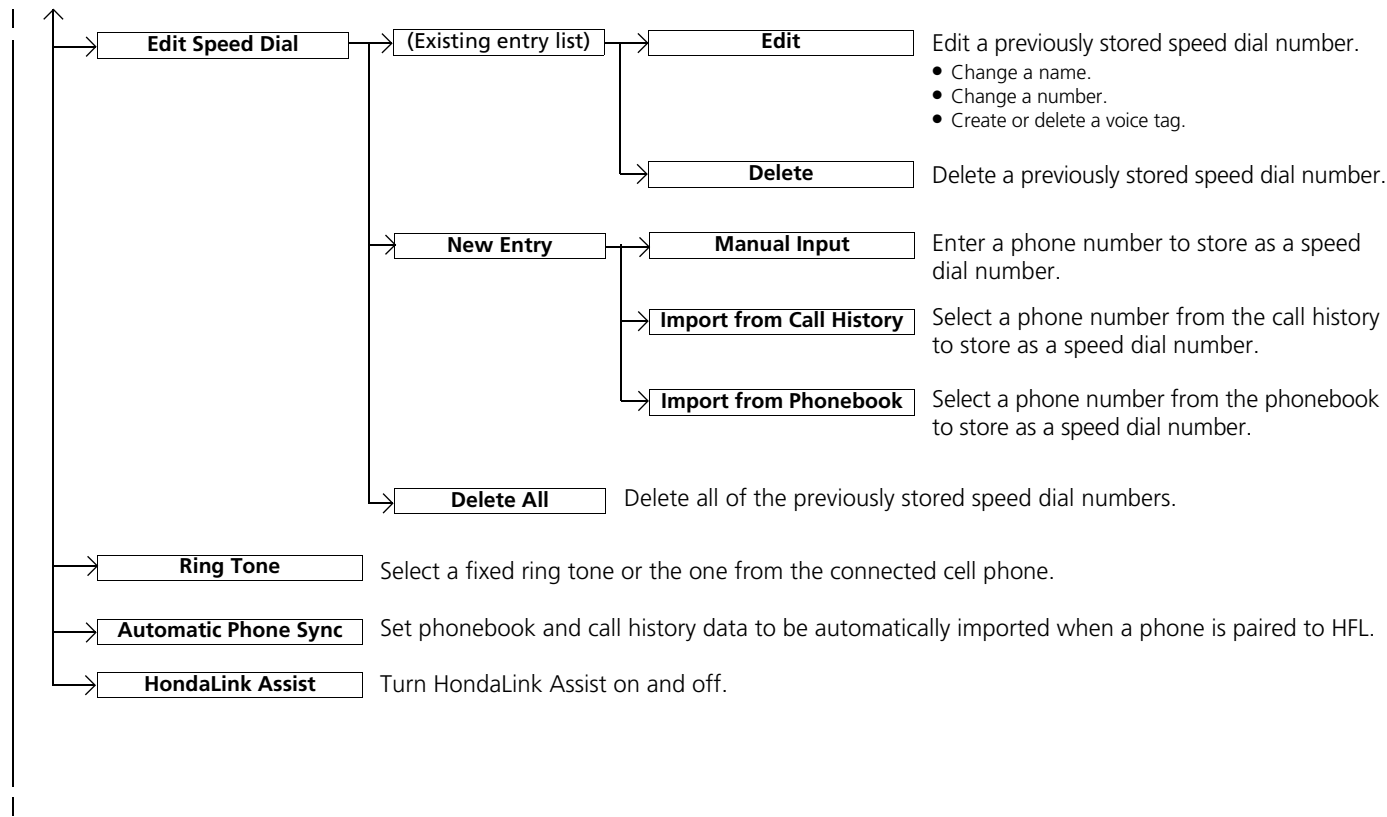 Edit Speed Dial
(Existing entry list)
Edit
Edit a previously stored speed dial number.
• Change a name.
• Change a number.
• Create or delete a voice tag.
Delete
Delete a previously stored speed dial number.
New Entry
Manual Input
Enter a phone number to store as a speed
dial number.
Import from Call History
Select a phone number from the call history
to store as a speed dial number.
Import from Phonebook
Select a phone number from the phonebook
to store as a speed dial number.
Delete All
Delete all of the previously stored speed dial numbers.
Ring Tone
Select a fixed ring tone or the one from the connected cell phone.
Automatic Phone Sync
Set phonebook and call history data to be automatically imported when a phone is paired to HFL.
HondaLink Assist
Turn HondaLink Assist on and off.